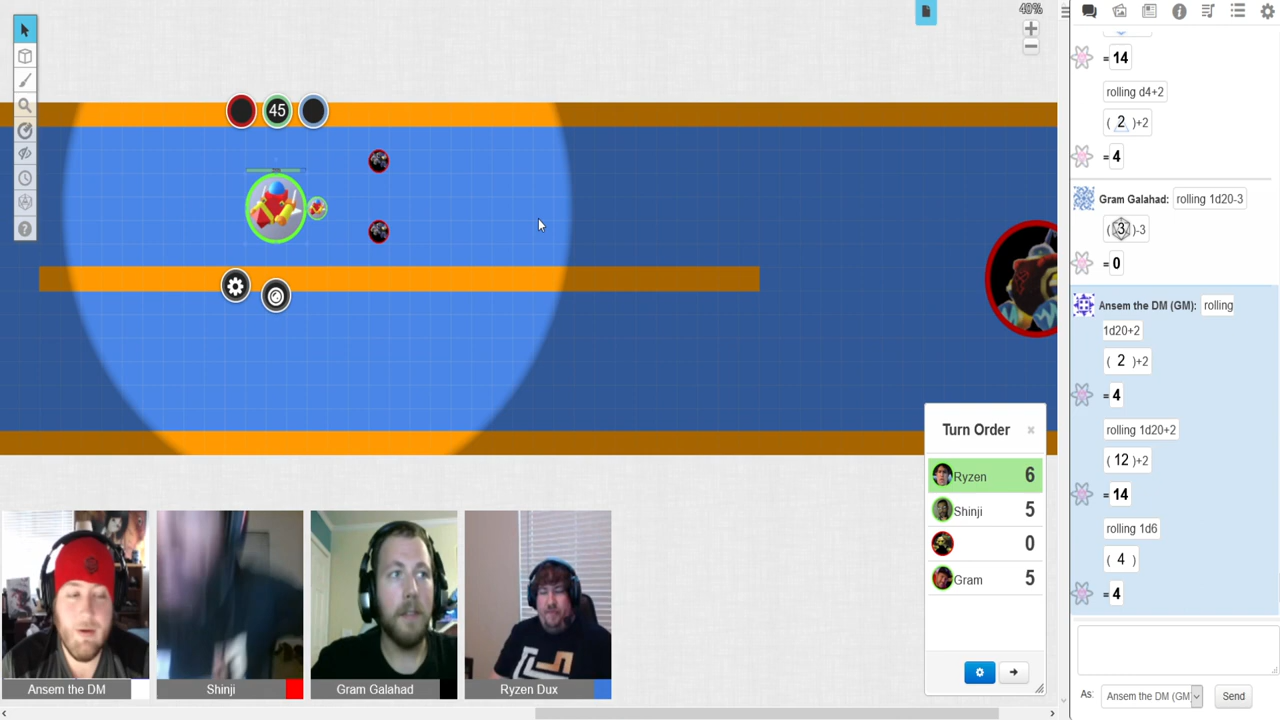 40%
45
= 14
rolling d4+2
( 2 )+2
= 4
Gram Galahad: rolling 1d20-3
( 3 )-3
= 0
Ansem the DM (GM): rolling
1d20+2
( 2 )+2
= 4
rolling 1d20+2
( 12 )+2
= 14
rolling 1d6
( 4 )
= 4
Turn Order ×
Ryzen 6
Shinji 5
0
Gram 5
Ansem the DM
Shinji
Gram Galahad
Ryzen Dux
As: Ansem the DM (GM Send